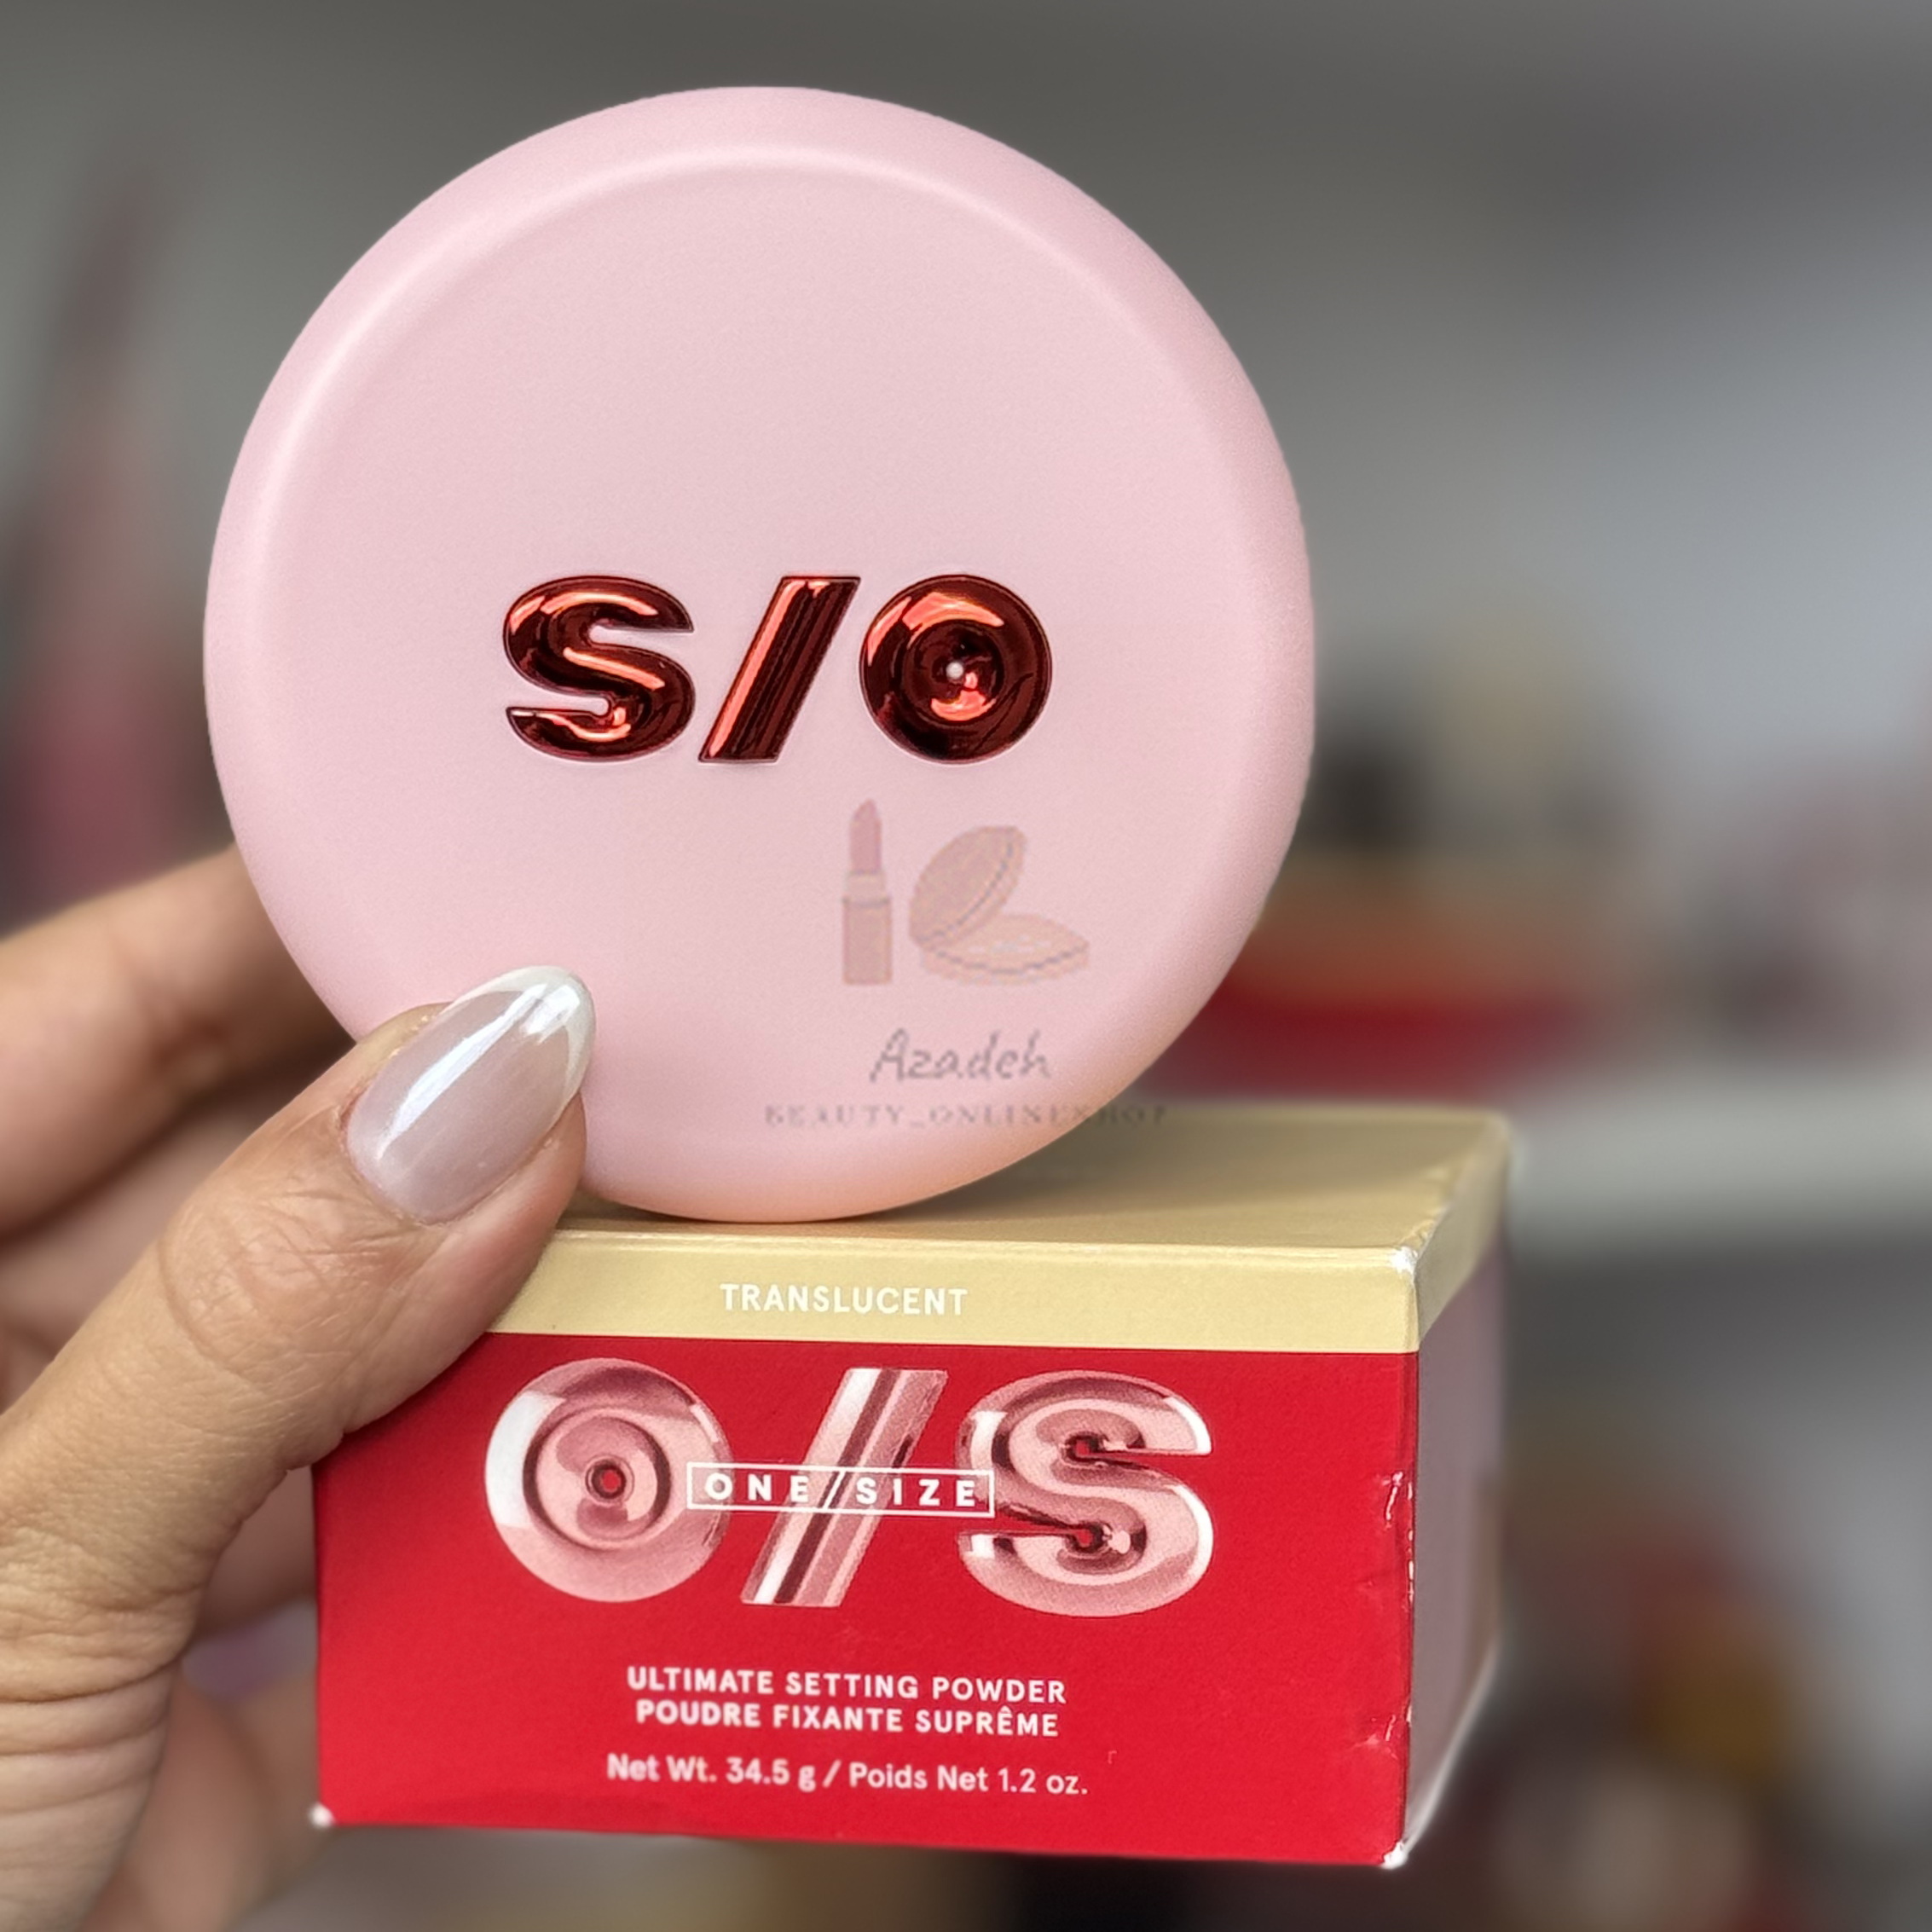 S/O
Azadeh
BEAUTY_ONLINESHOP
TRANSLUCENT
O/S
ONE/SIZE
ULTIMATE SETTING POWDER
POUDRE FIXANTE SUPRÊME
Net Wt. 34.5 g / Poids Net 1.2 oz.